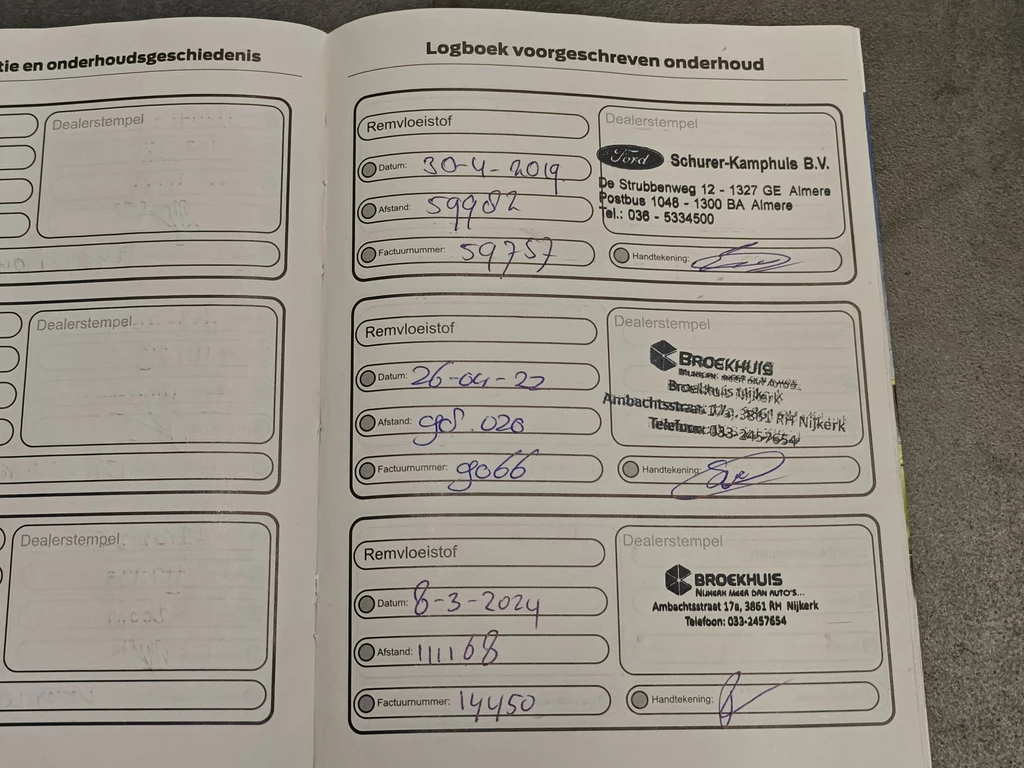 tie en onderhoudsgeschiedenis
Dealerstempel
Dealerstempel
Dealerstempel
Logboek voorgeschreven onderhoud
Remvloeistof
Datum: 30-4-2019
Afstand: 59982
Factuurnummer: 59757
Dealerstempel
Ford Schurer-Kamphuis B.V.
De Strubbenweg 12 - 1327 GE Almere
Postbus 1048 - 1300 BA Almere
Tel.: 036 - 5334500
Handtekening:
Remvloeistof
Datum: 26-04-22
Afstand: 98.020
Factuurnummer: 9066
Dealerstempel
BROEKHUIS
Broekhuis Nijkerk
Ambachtsstraat 17a, 3861 RH Nijkerk
Telefoon: 033-2457654
Handtekening:
Remvloeistof
Datum: 8-3-2024
Afstand: 111168
Factuurnummer: 14450
Dealerstempel
BROEKHUIS
NIJKERK MEER DAN AUTO'S...
Ambachtsstraat 17a, 3861 RH Nijkerk
Telefoon: 033-2457654
Handtekening: